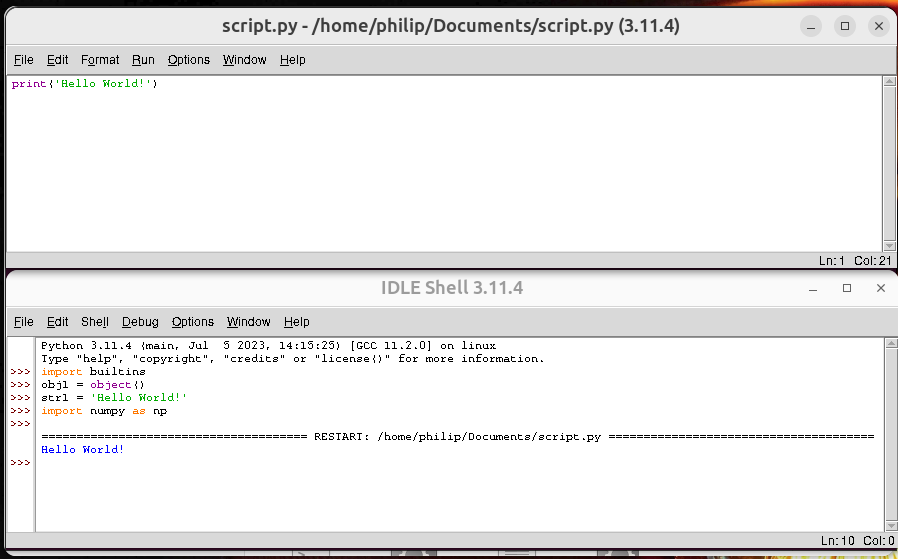 script.py - /home/philip/Documents/script.py (3.11.4)
File Edit Format Run Options Window Help
print('Hello World!')
Ln: 1 Col: 21
IDLE Shell 3.11.4
File Edit Shell Debug Options Window Help
Python 3.11.4 (main, Jul  5 2023, 14:15:25) [GCC 11.2.0] on linux
Type "help", "copyright", "credits" or "license()" for more information.
>>> import builtins
>>> obj1 = object()
>>> str1 = 'Hello World!'
>>> import numpy as np
>>>
====================================== RESTART: /home/philip/Documents/script.py ======================================
Hello World!
>>>
Ln: 10 Col: 0